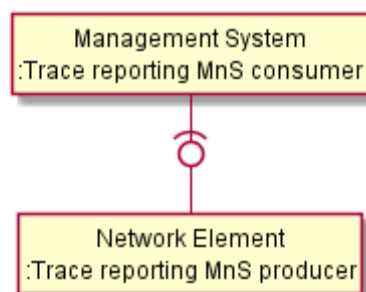 Management System
:Trace reporting MnS consumer
Network Element
:Trace reporting MnS producer